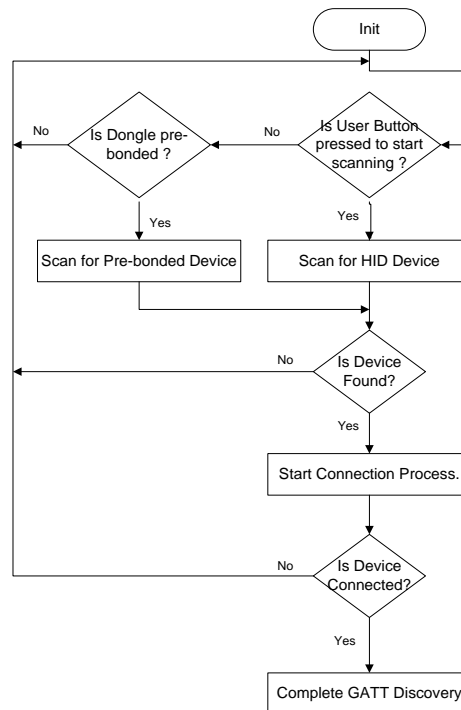 Init
Is Dongle pre-
bonded ?
No
No
Is User Button
pressed to start
scanning ?
Yes
Yes
Scan for Pre-bonded Device
Scan for HID Device
Is Device
Found?
No
Yes
Start Connection Process.
Is Device
Connected?
No
Yes
Complete GATT Discovery